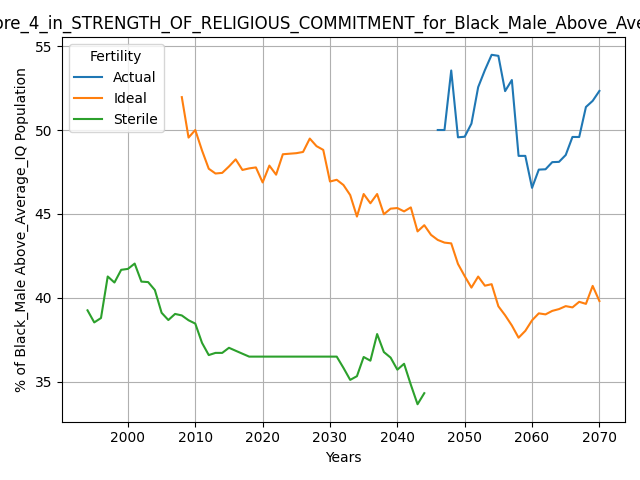 ore_4_in_STRENGTH_OF_RELIGIOUS_COMMITMENT_for_Black_Male_Above_Ave
Fertility
Actual
Ideal
Sterile
% of Black_Male Above_Average_IQ Population
55
50
45
40
35
2000
2010
2020
2030
2040
2050
2060
2070
Years